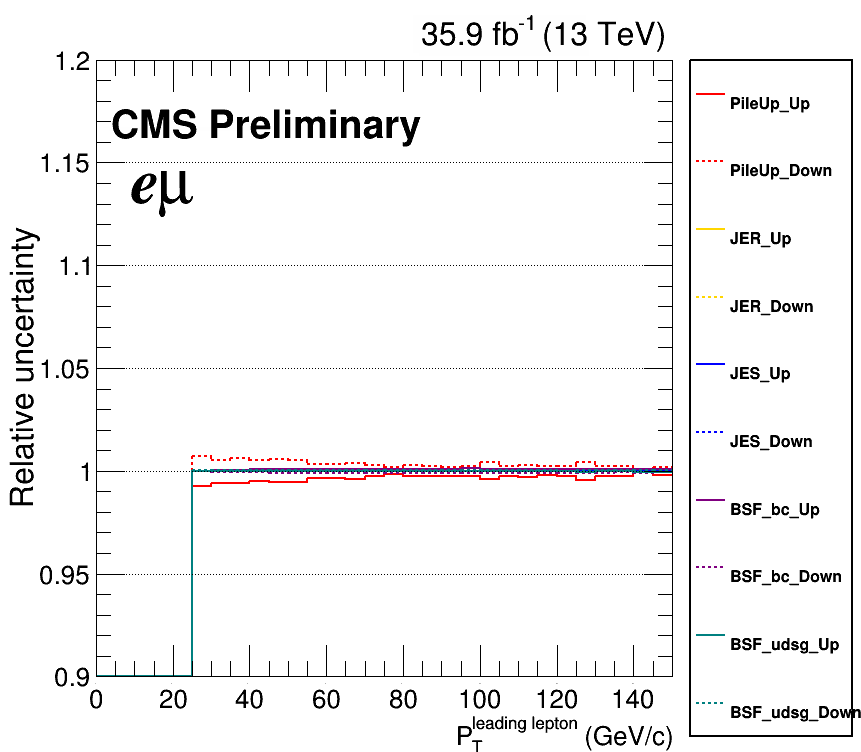 35.9 fb-1 (13 TeV)
CMS Preliminary
eμ
Relative uncertainty
1.2
1.15
1.1
1.05
1
0.95
0.9
0 20 40 60 80 100 120 140
PTleading lepton (GeV/c)
PileUp_Up
PileUp_Down
JER_Up
JER_Down
JES_Up
JES_Down
BSF_bc_Up
BSF_bc_Down
BSF_udsg_Up
BSF_udsg_Down